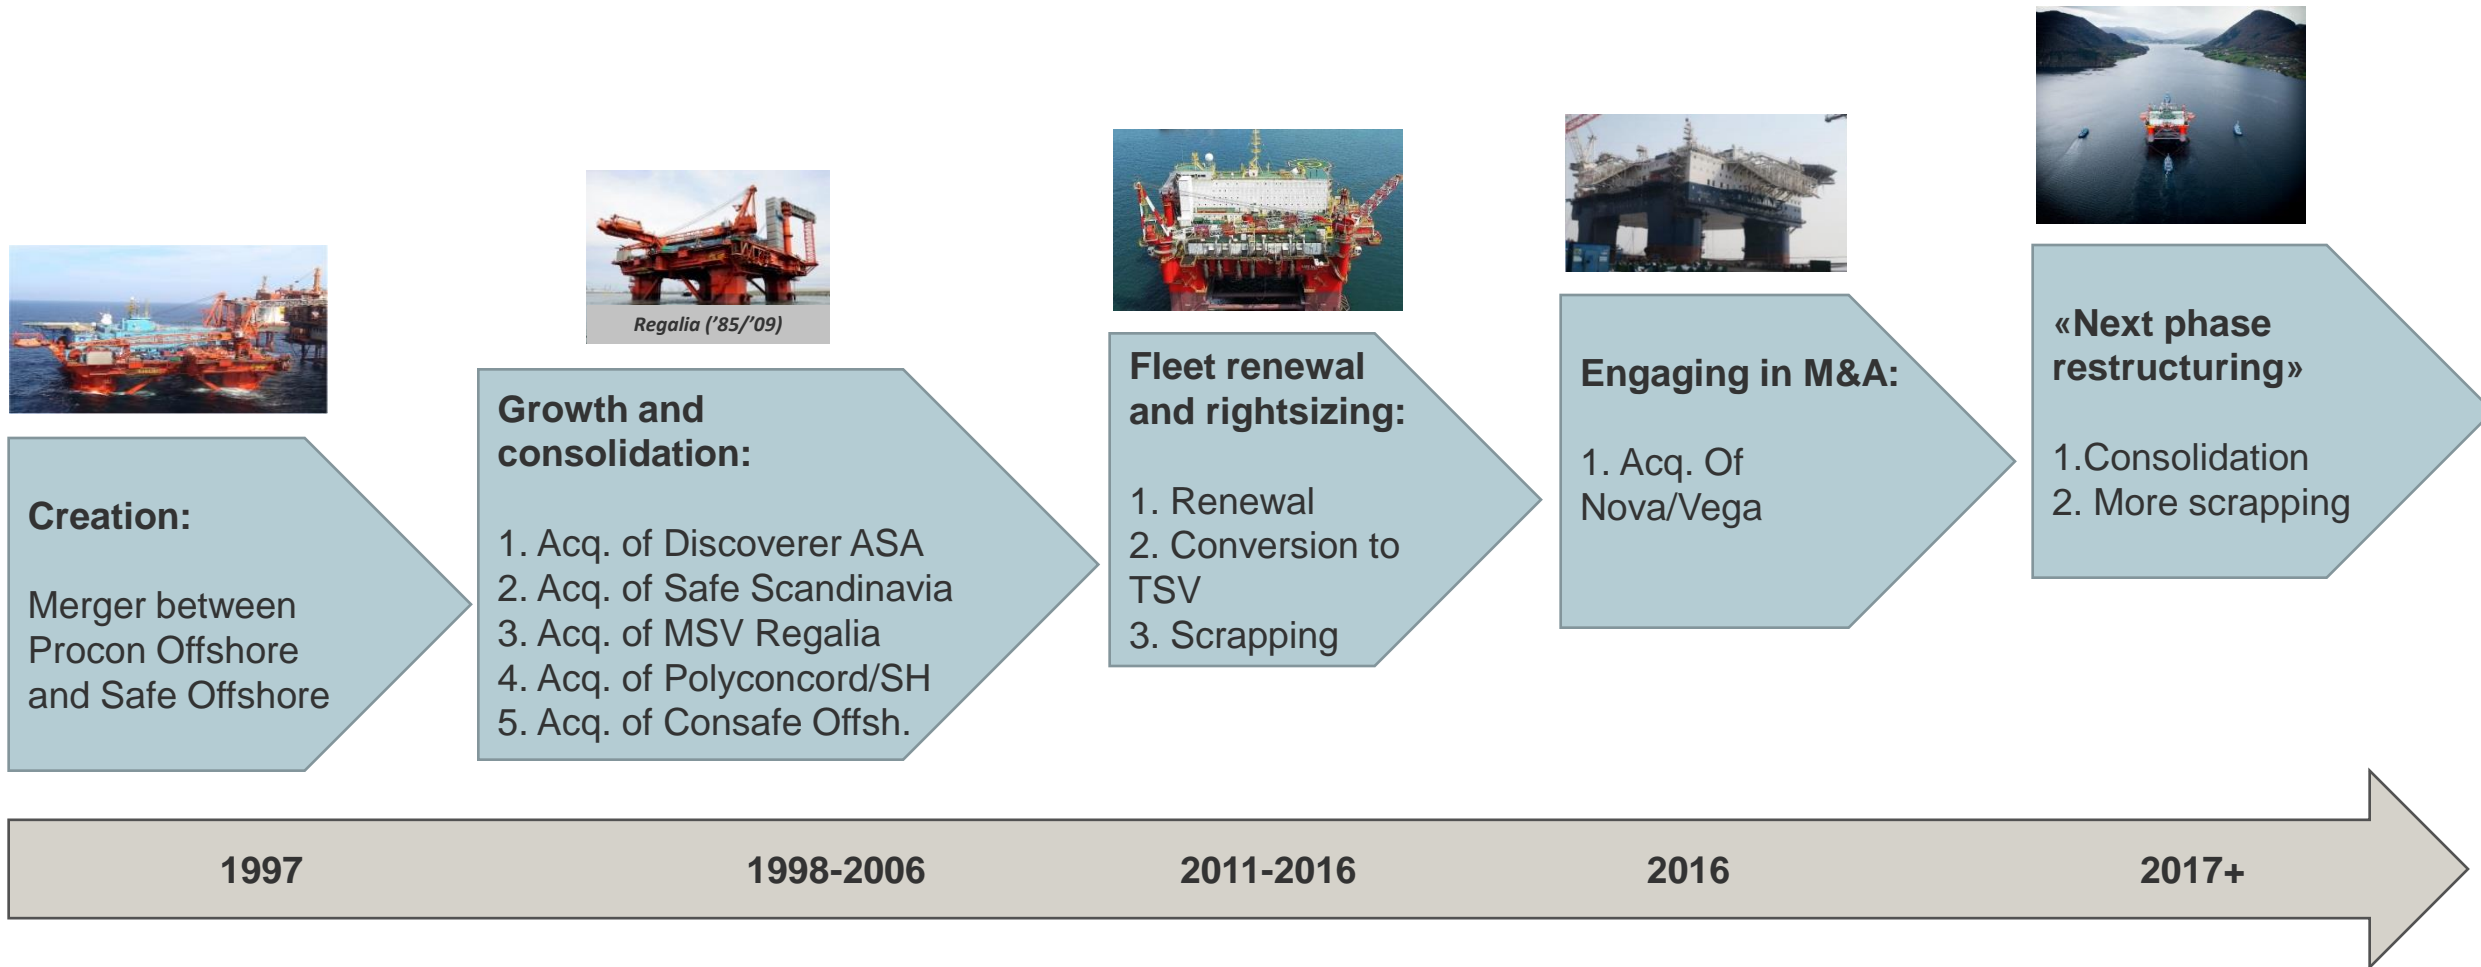 Creation:
Merger between
Procon Offshore
and Safe Offshore
Regalia (’85/’09)
Growth and
consolidation:
1. Acq. of Discoverer ASA
2. Acq. of Safe Scandinavia
3. Acq. of MSV Regalia
4. Acq. of Polyconcord/SH
5. Acq. of Consafe Offsh.
Fleet renewal
and rightsizing:
1. Renewal
2. Conversion to
TSV
3. Scrapping
Engaging in M&A:
1. Acq. Of
Nova/Vega
«Next phase
restructuring»
1.Consolidation
2. More scrapping
1997
1998-2006
2011-2016
2016
2017+